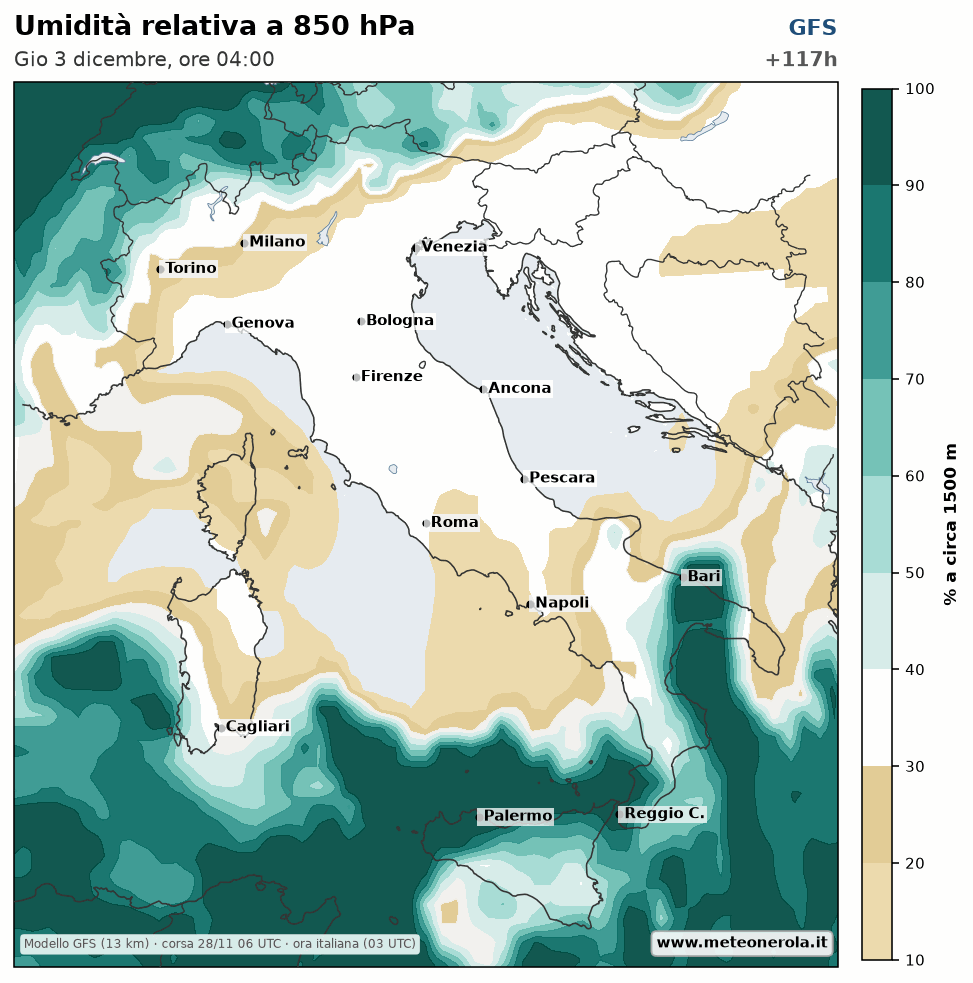 Umidità relativa a 850 hPa
GFS
Gio 3 dicembre, ore 04:00
+117h
100
90
80
70
60
50
40
30
20
10
% a circa 1500 m
Milano
Venezia
Torino
Genova
Bologna
Firenze
Ancona
Pescara
Roma
Bari
Napoli
Cagliari
Palermo
Reggio C.
Modello GFS (13 km) · corsa 28/11 06 UTC · ora italiana (03 UTC)
www.meteonerola.it